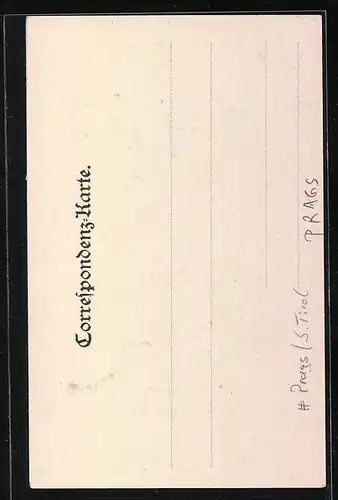 Correspondenz-Karte.
# Prags / S. Tirol
PRAGS